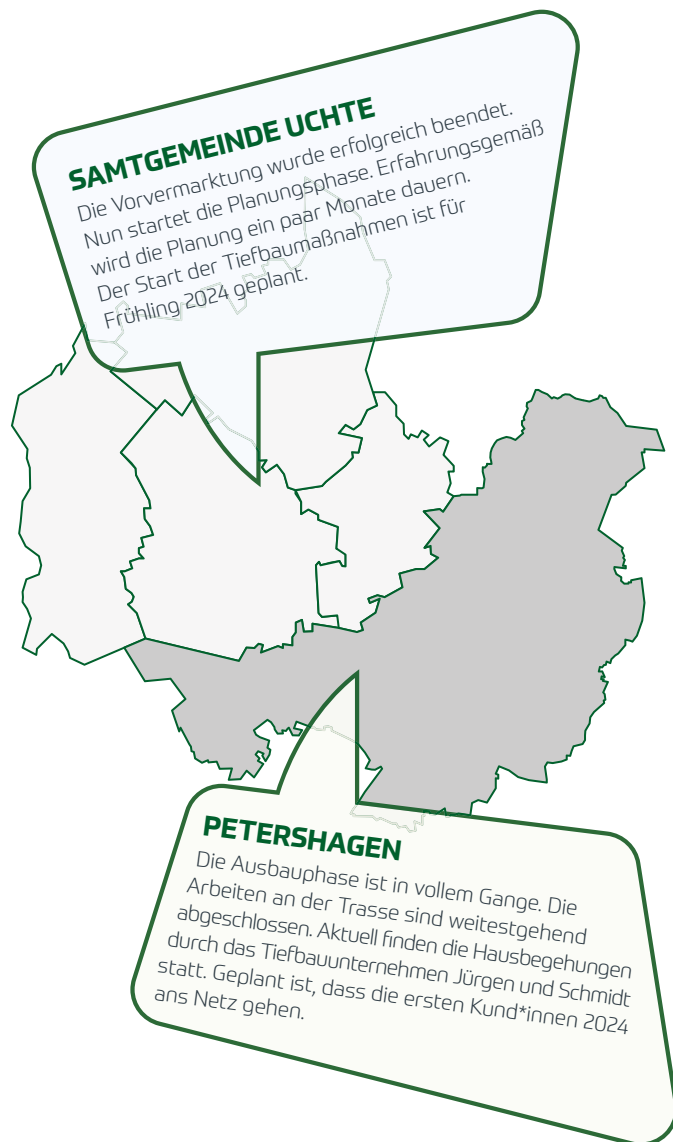 SAMTGEMEINDE UCHTE
Die Vorvermarktung wurde erfolgreich beendet.
Nun startet die Planungsphase. Erfahrungsgemäß
wird die Planung ein paar Monate dauern.
Der Start der Tiefbaumaßnahmen ist für
Frühling 2024 geplant.
PETERSHAGEN
Die Ausbauphase ist in vollem Gange. Die
Arbeiten an der Trasse sind weitestgehend
abgeschlossen. Aktuell finden die Hausbegehungen
durch das Tiefbauunternehmen Jürgen und Schmidt
statt. Geplant ist, dass die ersten Kund*innen 2024
ans Netz gehen.